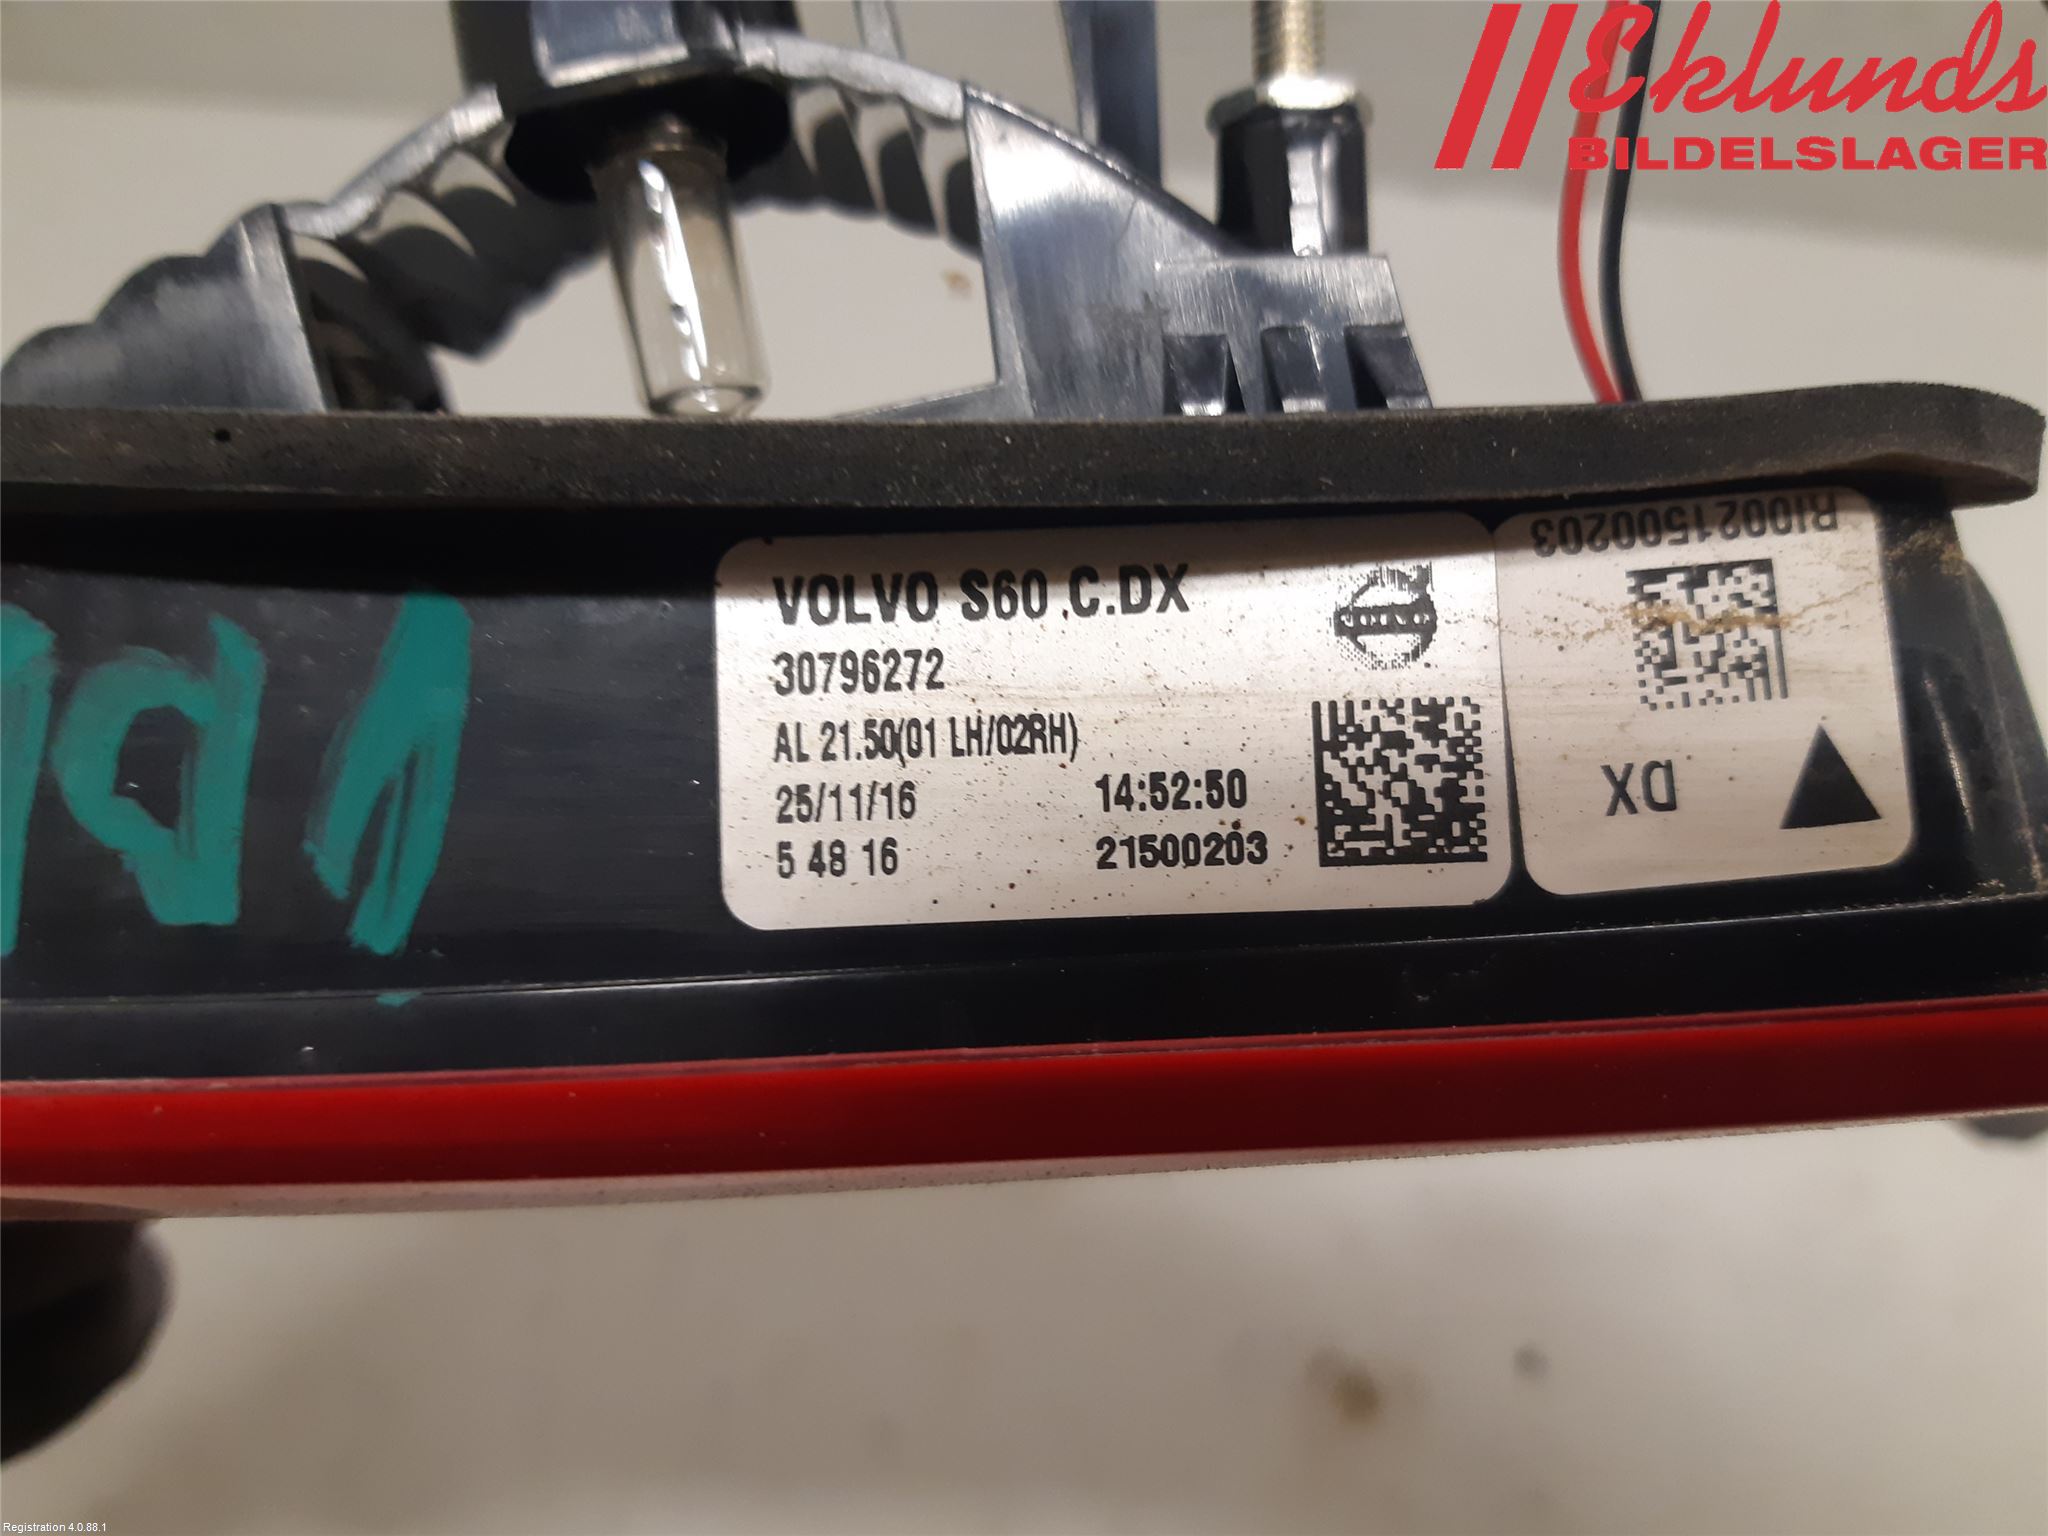 Eklunds
BILDELSLAGER
RI0021500203
VOLVO S60 C.DX
VOLVO
30796272
AL 21.50(01 LH/02RH)
25/11/16 14:52:50
5 48 16 21500203
DX
Registration 4.0.88.1